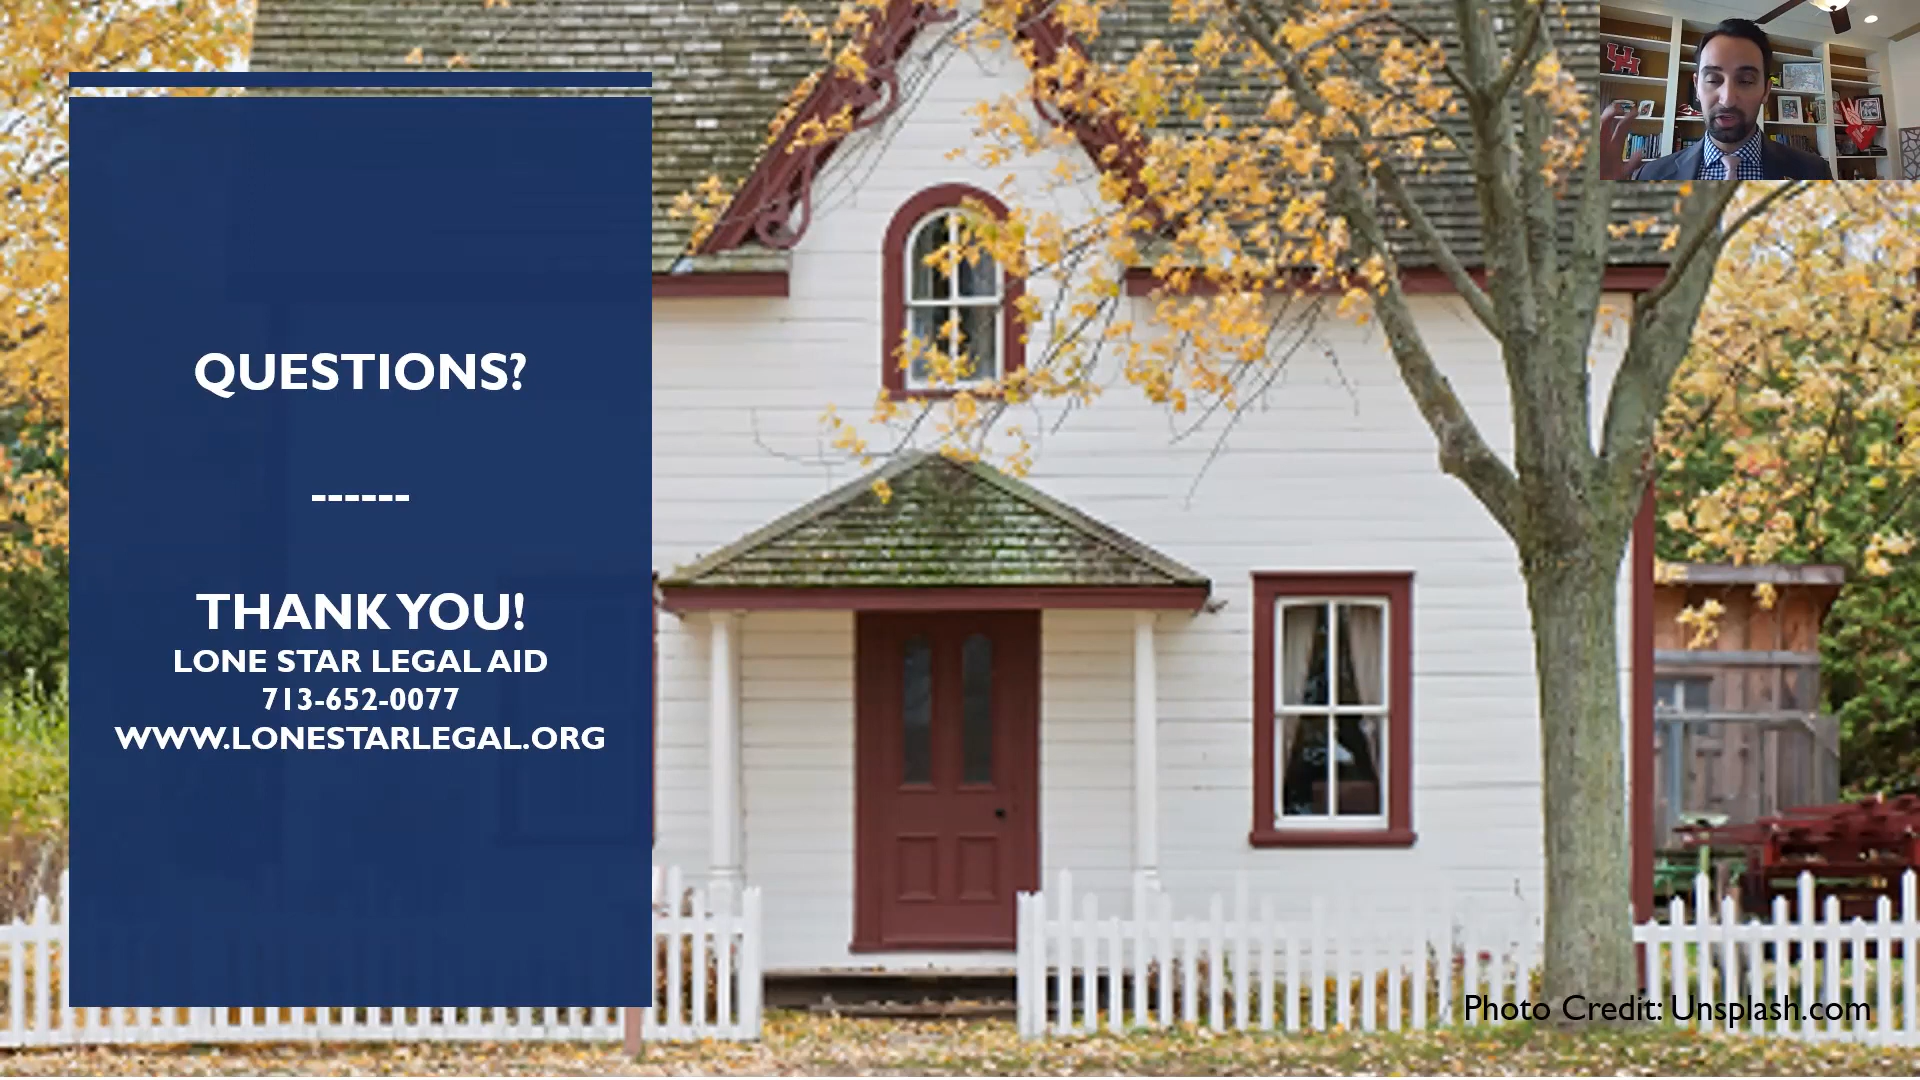 QUESTIONS?
------
THANK YOU!
LONE STAR LEGAL AID
713-652-0077
WWW.LONESTARLEGAL.ORG
Photo Credit: Unsplash.com